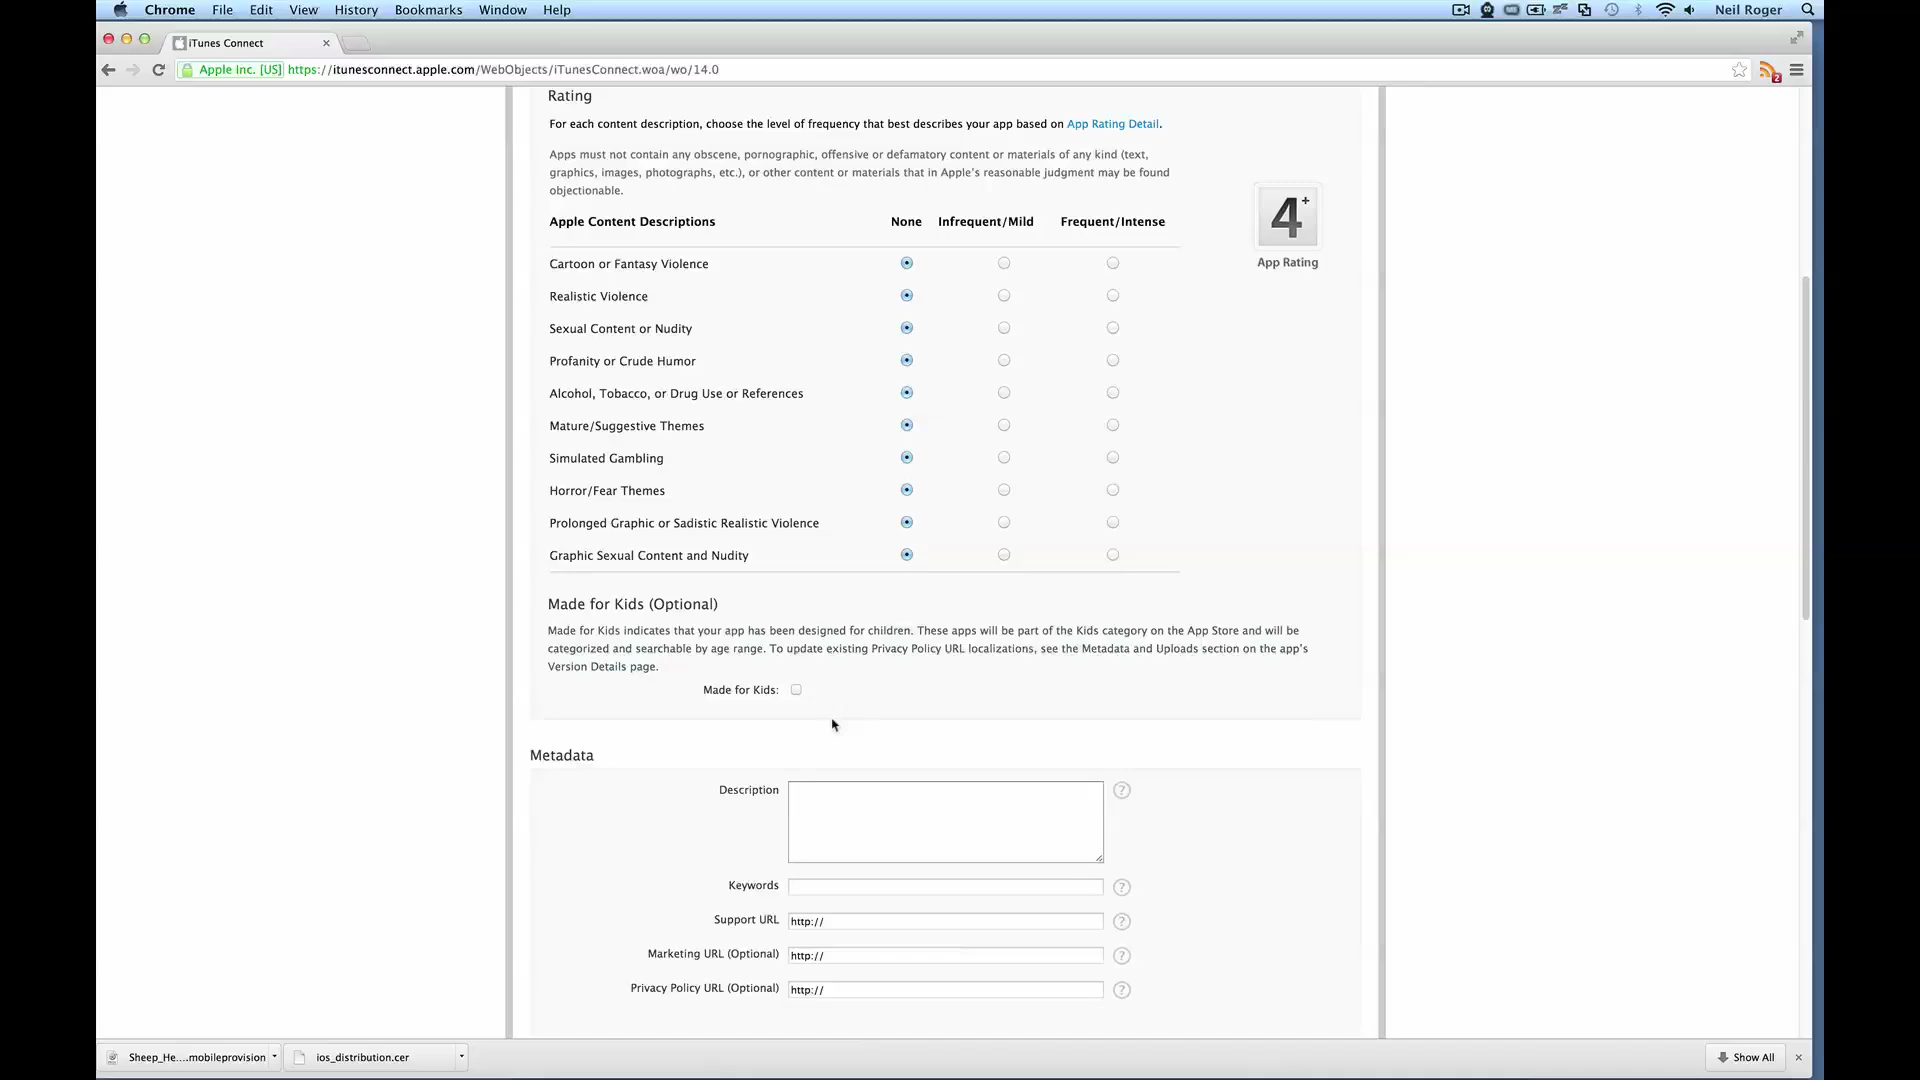 Chrome File Edit View History Bookmarks Window Help Neil Roger
iTunes Connect
Apple Inc. [US] https://itunesconnect.apple.com/WebObjects/iTunesConnect.woa/wo/14.0
2
Rating
For each content description, choose the level of frequency that best describes your app based on App Rating Detail.
Apps must not contain any obscene, pornographic, offensive or defamatory content or materials of any kind (text,
graphics, images, photographs, etc.), or other content or materials that in Apple's reasonable judgment may be found
objectionable.
4+
App Rating
Apple Content Descriptions None Infrequent/Mild Frequent/Intense
Cartoon or Fantasy Violence
Realistic Violence
Sexual Content or Nudity
Profanity or Crude Humor
Alcohol, Tobacco, or Drug Use or References
Mature/Suggestive Themes
Simulated Gambling
Horror/Fear Themes
Prolonged Graphic or Sadistic Realistic Violence
Graphic Sexual Content and Nudity
Made for Kids (Optional)
Made for Kids indicates that your app has been designed for children. These apps will be part of the Kids category on the App Store and will be
categorized and searchable by age range. To update existing Privacy Policy URL localizations, see the Metadata and Uploads section on the app's
Version Details page.
Made for Kids:
Metadata
Description ?
Keywords ?
Support URL http:// ?
Marketing URL (Optional) http:// ?
Privacy Policy URL (Optional) http:// ?
Sheep_He....mobileprovision ios_distribution.cer Show All